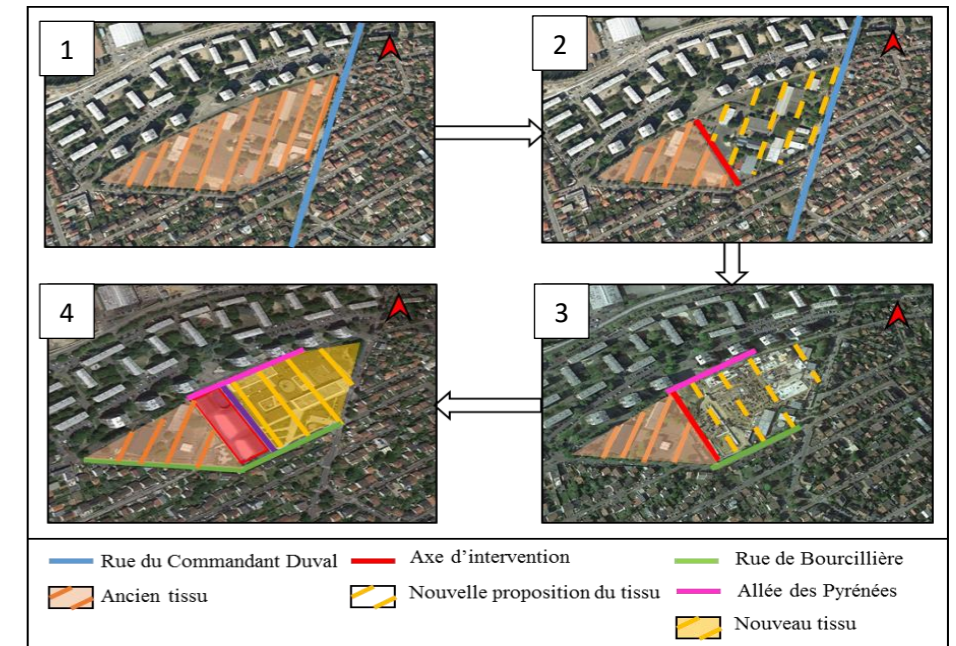 1
2
4
3
Rue du Commandant Duval
Axe d'intervention
Rue de Bourcillière
Ancien tissu
Nouvelle proposition du tissu
Allée des Pyrénées
Nouveau tissu